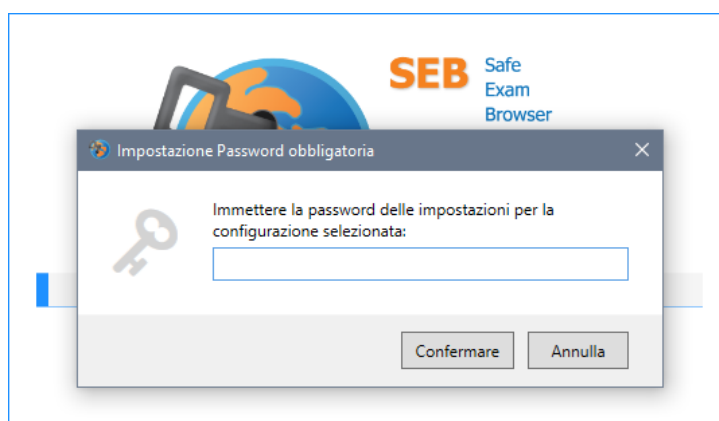 SEB
Safe
Exam
Browser
Impostazione Password obbligatoria
Immettere la password delle impostazioni per la
configurazione selezionata:
Confermare
Annulla